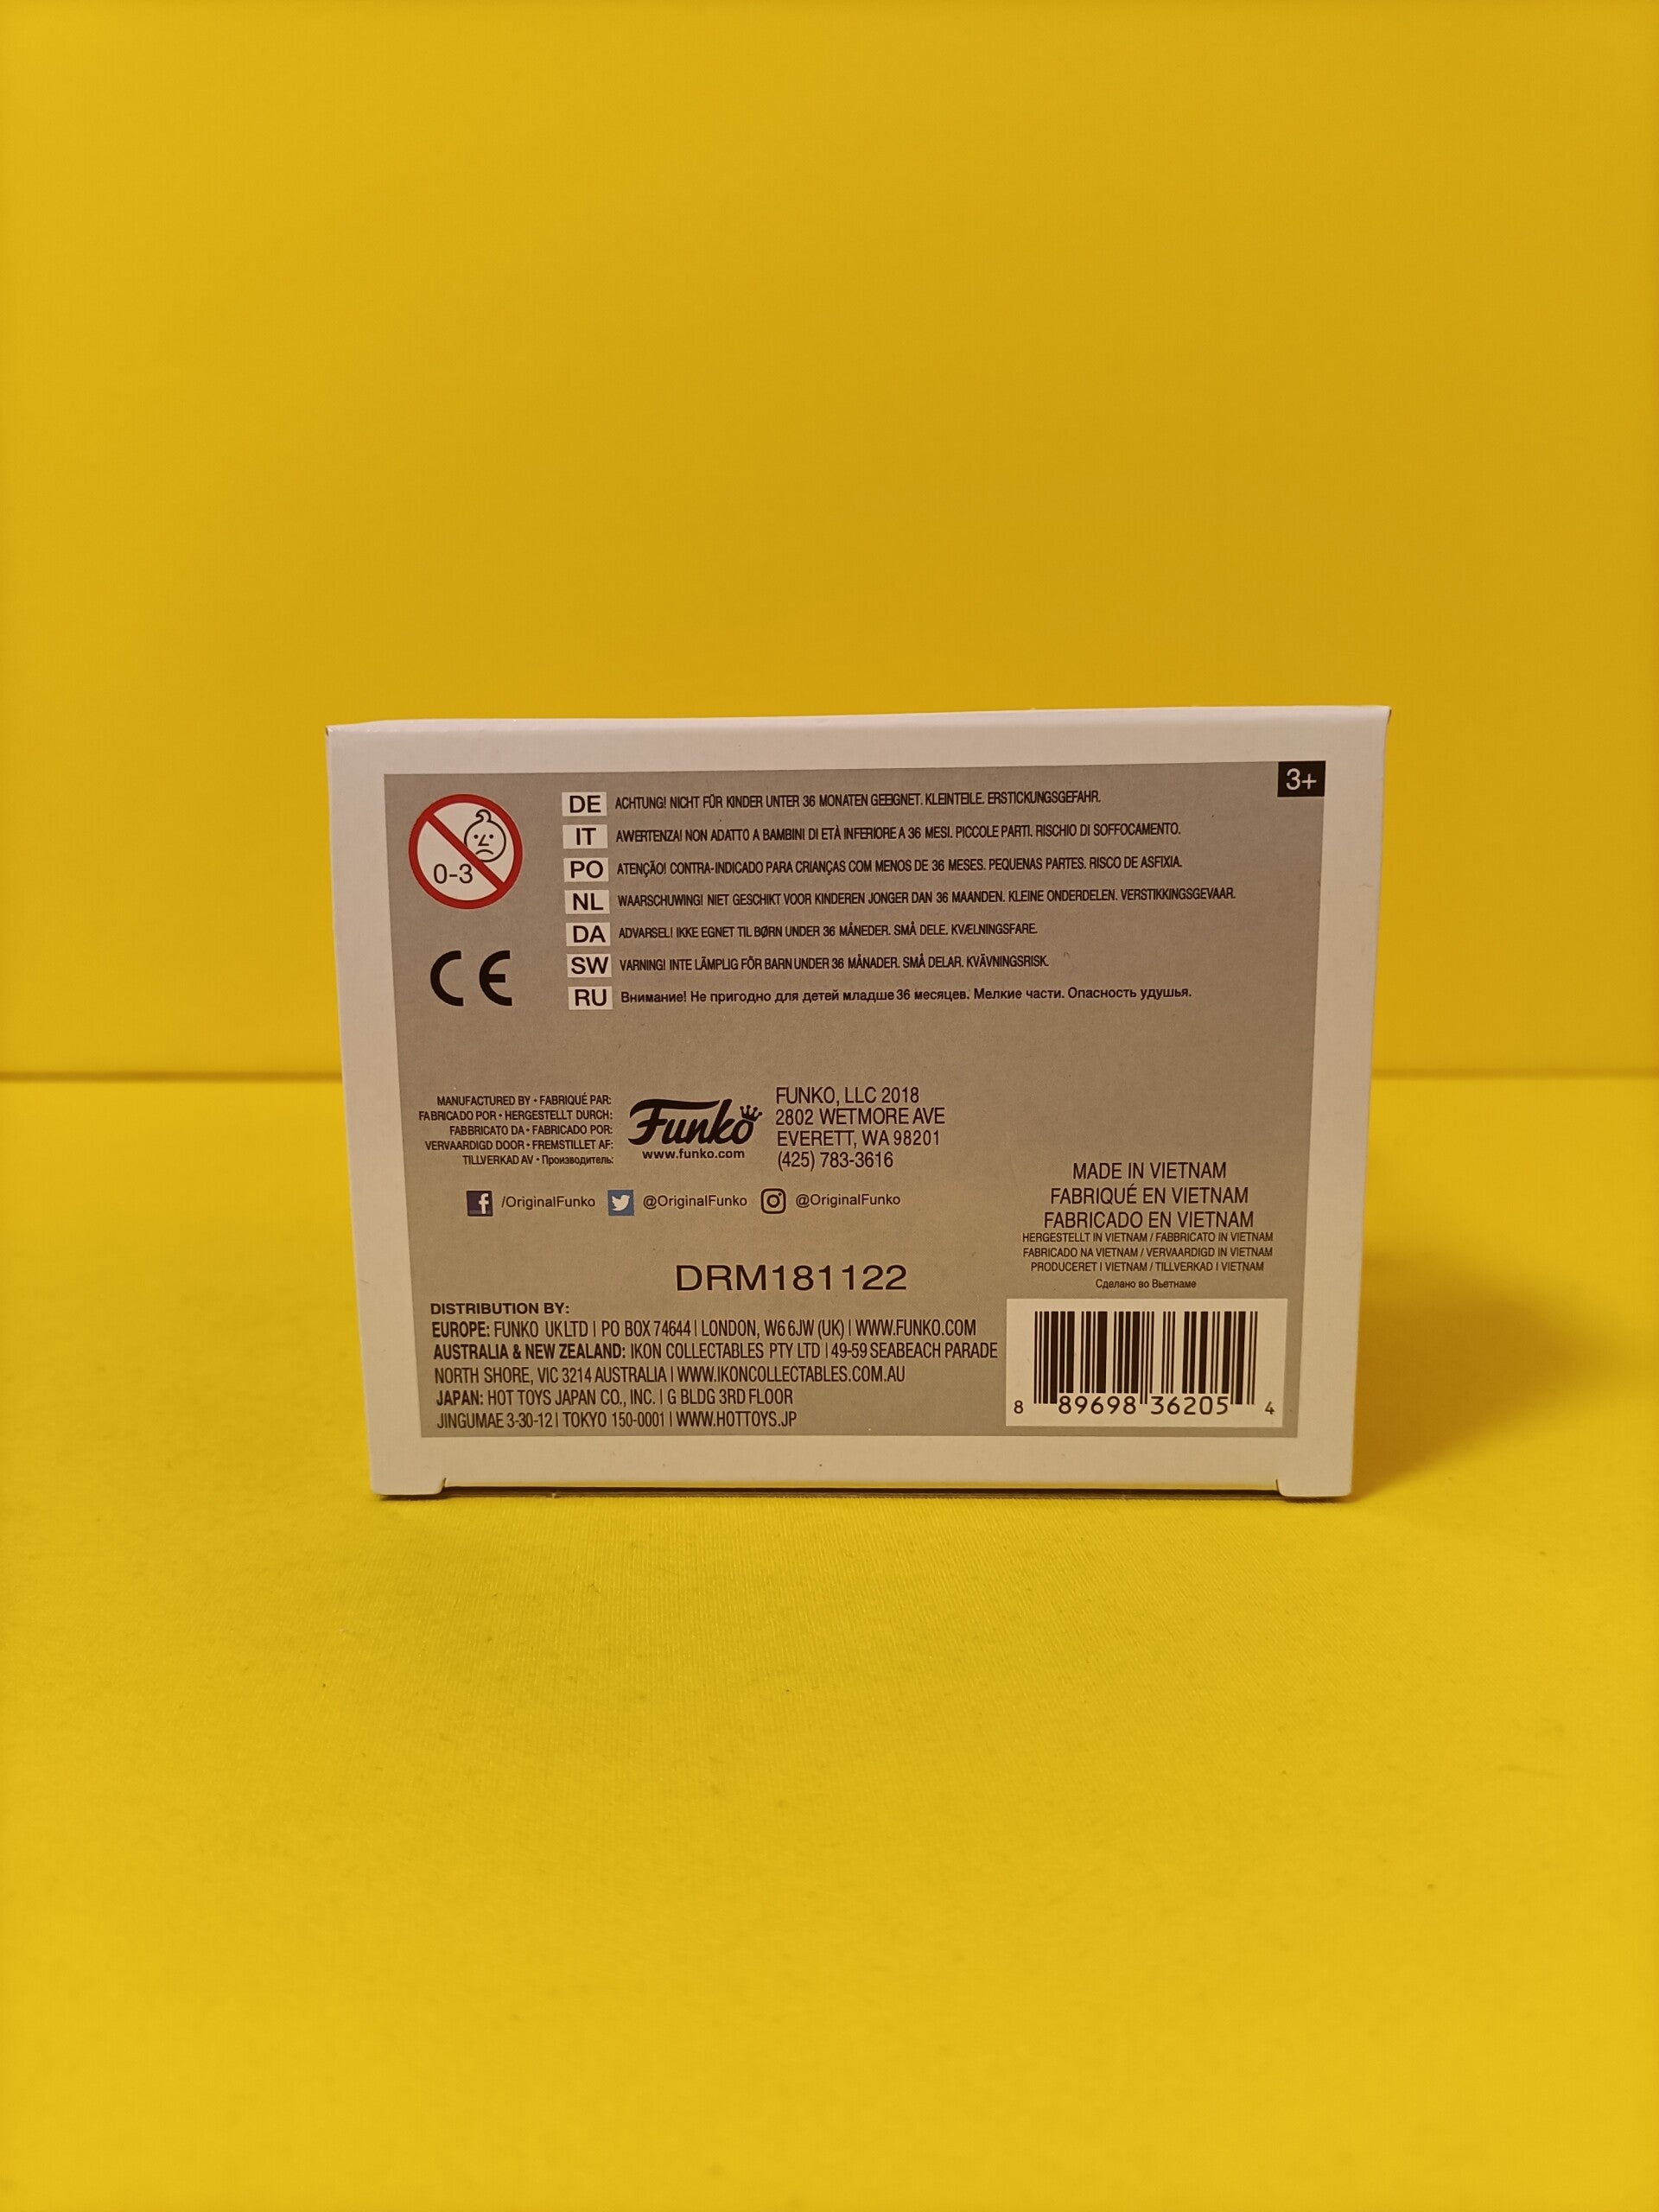 3+
0-3
DE ACHTUNG! NICHT FÜR KINDER UNTER 36 MONATEN GEEIGNET. KLEINTEILE. ERSTICKUNGSGEFAHR.
IT AWERTENZA! NON ADATTO A BAMBINI DI ETÀ INFERIORE A 36 MESI. PICCOLE PARTI. RISCHIO DI SOFFOCAMENTO.
PO ATENÇÃO! CONTRA-INDICADO PARA CRIANÇAS COM MENOS DE 36 MESES. PEQUENAS PARTES. RISCO DE ASFIXIA.
NL WAARSCHUWING! NIET GESCHIKT VOOR KINDEREN JONGER DAN 36 MAANDEN. KLEINE ONDERDELEN. VERSTIKKINGSGEVAAR.
DA ADVARSEL! IKKE EGNET TIL BØRN UNDER 36 MÅNEDER. SMÅ DELE. KVÆLNINGSFARE.
SW VARNING! INTE LÄMPLIG FÖR BARN UNDER 36 MÅNADER. SMÅ DELAR. KVÄVNINGSRISK.
RU Внимание! Не пригодно для детей младше 36 месяцев. Мелкие части. Опасность удушья.
CE
MANUFACTURED BY • FABRIQUÉ PAR:
FABRICADO POR • HERGESTELLT DURCH:
FABBRICATO DA • FABRICADO POR:
VERVAARDIGD DOOR • FREMSTILLET AF:
TILLVERKAD AV • Производитель:
Funko
www.funko.com
FUNKO, LLC 2018
2802 WETMORE AVE
EVERETT, WA 98201
(425) 783-3616
f /OriginalFunko @OriginalFunko @OriginalFunko
MADE IN VIETNAM
FABRIQUÉ EN VIETNAM
FABRICADO EN VIETNAM
HERGESTELLT IN VIETNAM / FABBRICATO IN VIETNAM
FABRICADO NA VIETNAM / VERVAARDIGD IN VIETNAM
PRODUCERET I VIETNAM / TILLVERKAD I VIETNAM
Сделано во Вьетнаме
DRM181122
DISTRIBUTION BY:
EUROPE: FUNKO UK LTD | PO BOX 74644 | LONDON, W6 6JW (UK) | WWW.FUNKO.COM
AUSTRALIA & NEW ZEALAND: IKON COLLECTABLES PTY LTD | 49-59 SEABEACH PARADE
NORTH SHORE, VIC 3214 AUSTRALIA | WWW.IKONCOLLECTABLES.COM.AU
JAPAN: HOT TOYS JAPAN CO., INC. | G BLDG 3RD FLOOR
JINGUMAE 3-30-12 | TOKYO 150-0001 | WWW.HOTTOYS.JP
8 89698 36205 4